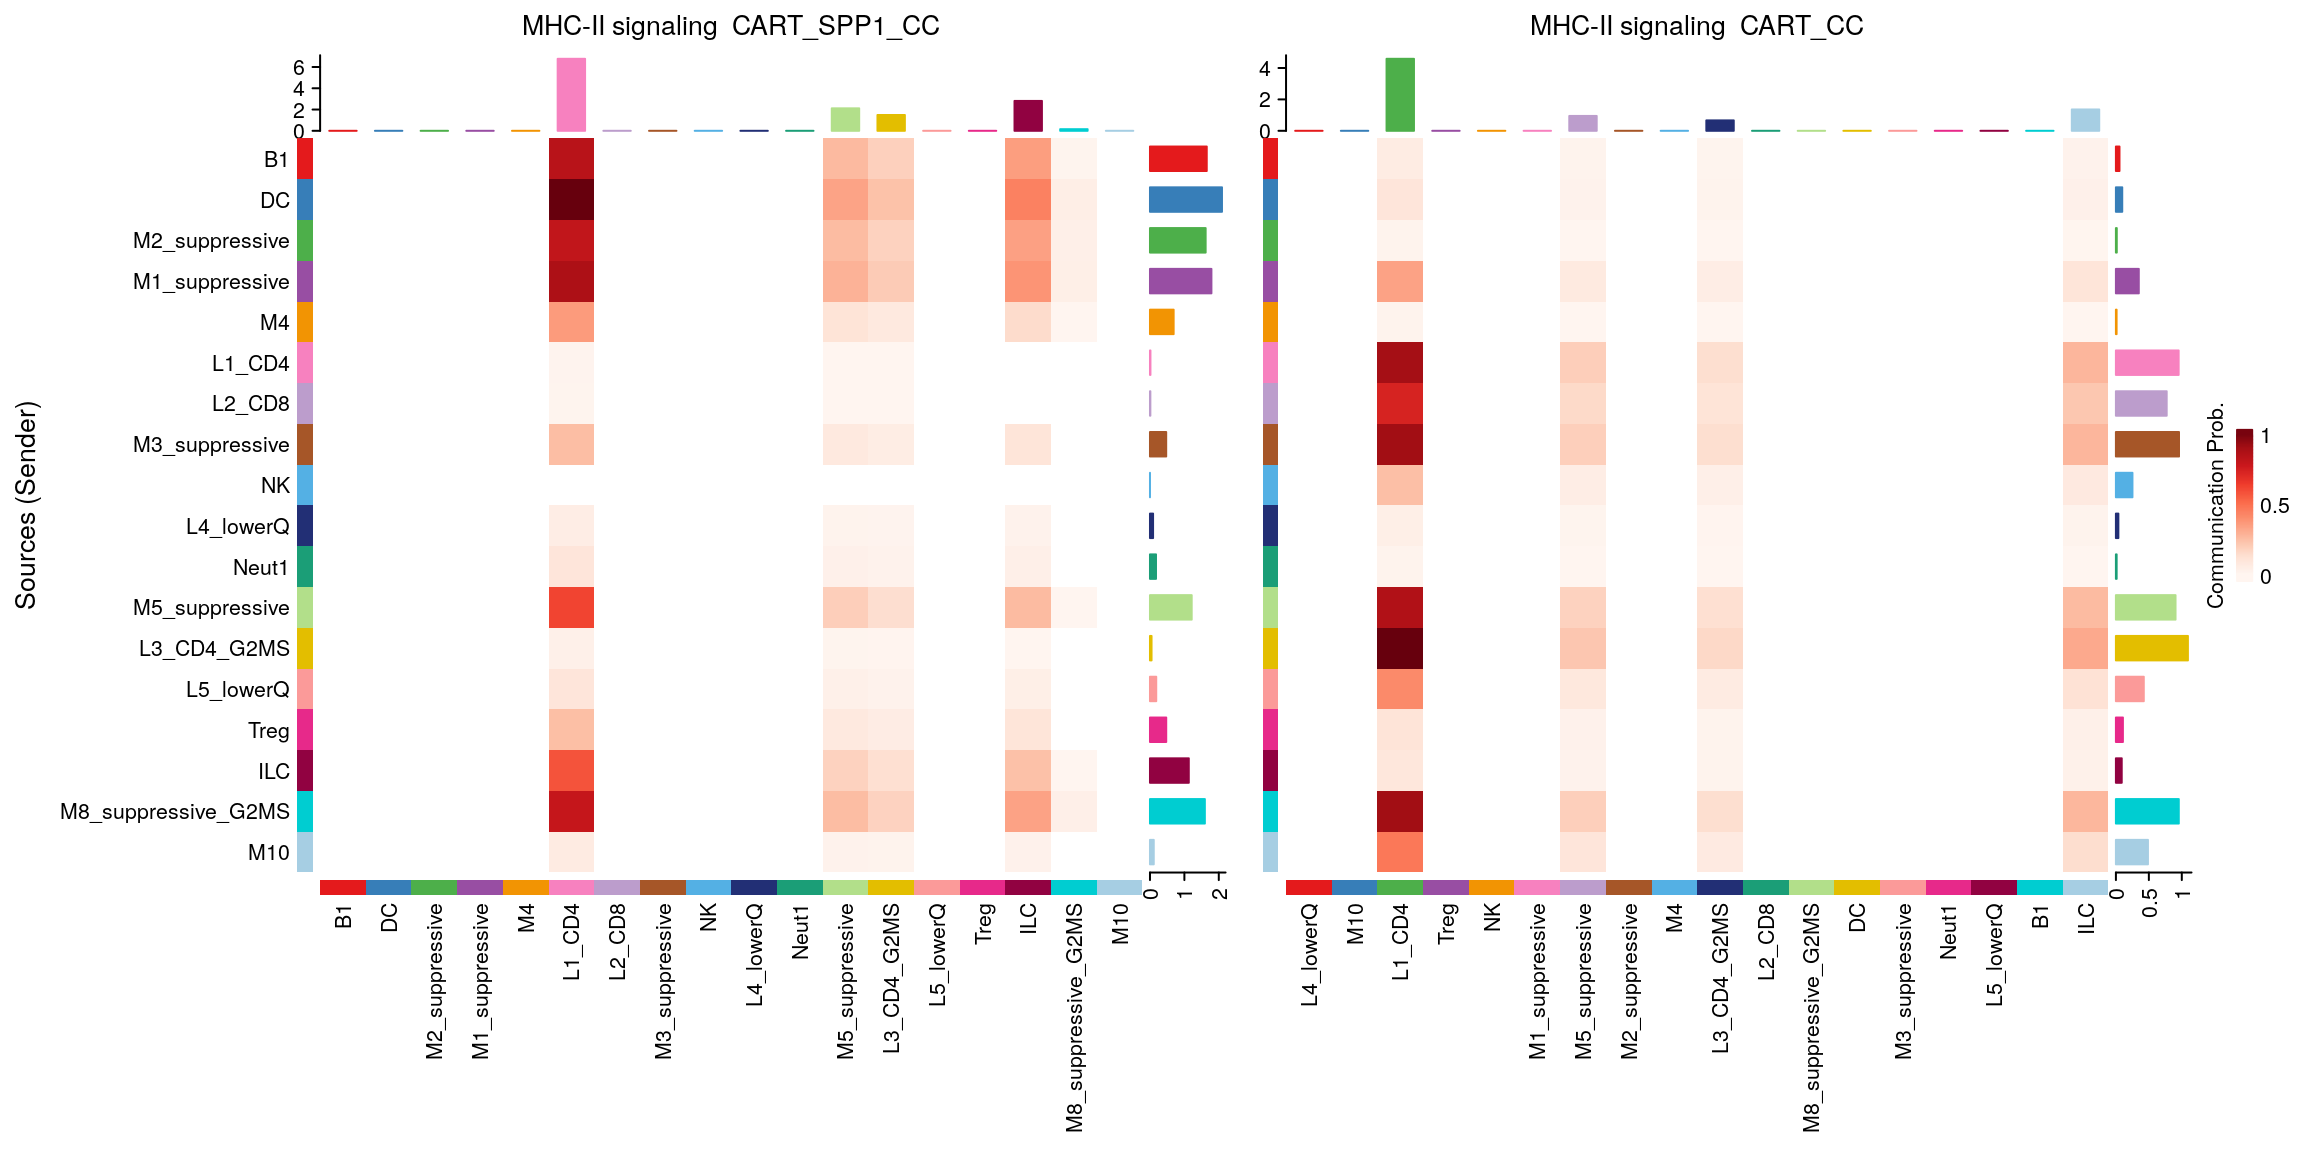 MHC-II signaling  CART_SPP1_CC
MHC-II signaling  CART_CC
6
4
2
0
4
2
0
Sources (Sender)
B1
DC
M2_suppressive
M1_suppressive
M4
L1_CD4
L2_CD8
M3_suppressive
NK
L4_lowerQ
Neut1
M5_suppressive
L3_CD4_G2MS
L5_lowerQ
Treg
ILC
M8_suppressive_G2MS
M10
0
1
2
0
0.5
1
B1
DC
M2_suppressive
M1_suppressive
M4
L1_CD4
L2_CD8
M3_suppressive
NK
L4_lowerQ
Neut1
M5_suppressive
L3_CD4_G2MS
L5_lowerQ
Treg
ILC
M8_suppressive_G2MS
M10
L4_lowerQ
M10
L1_CD4
Treg
NK
M1_suppressive
M5_suppressive
M2_suppressive
M4
L3_CD4_G2MS
L2_CD8
M8_suppressive_G2MS
DC
M3_suppressive
Neut1
L5_lowerQ
B1
ILC
Communication Prob.
1
0.5
0